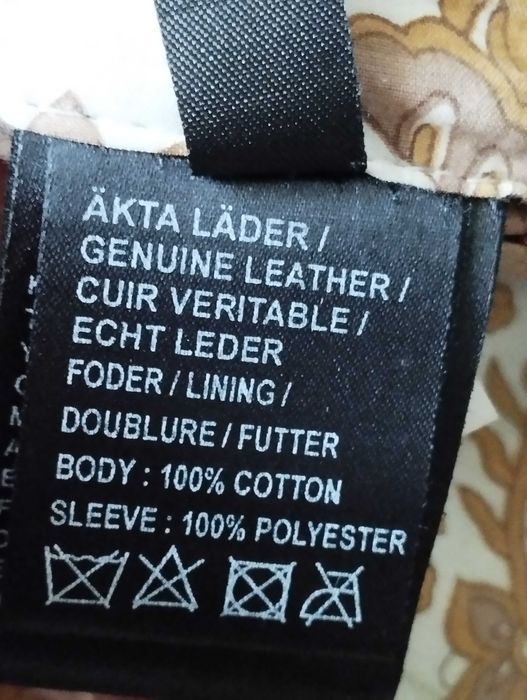 ÄKTA LÄDER /
GENUINE LEATHER /
CUIR VERITABLE /
ECHT LEDER
FODER / LINING /
DOUBLURE / FUTTER
BODY : 100% COTTON
SLEEVE : 100% POLYESTER